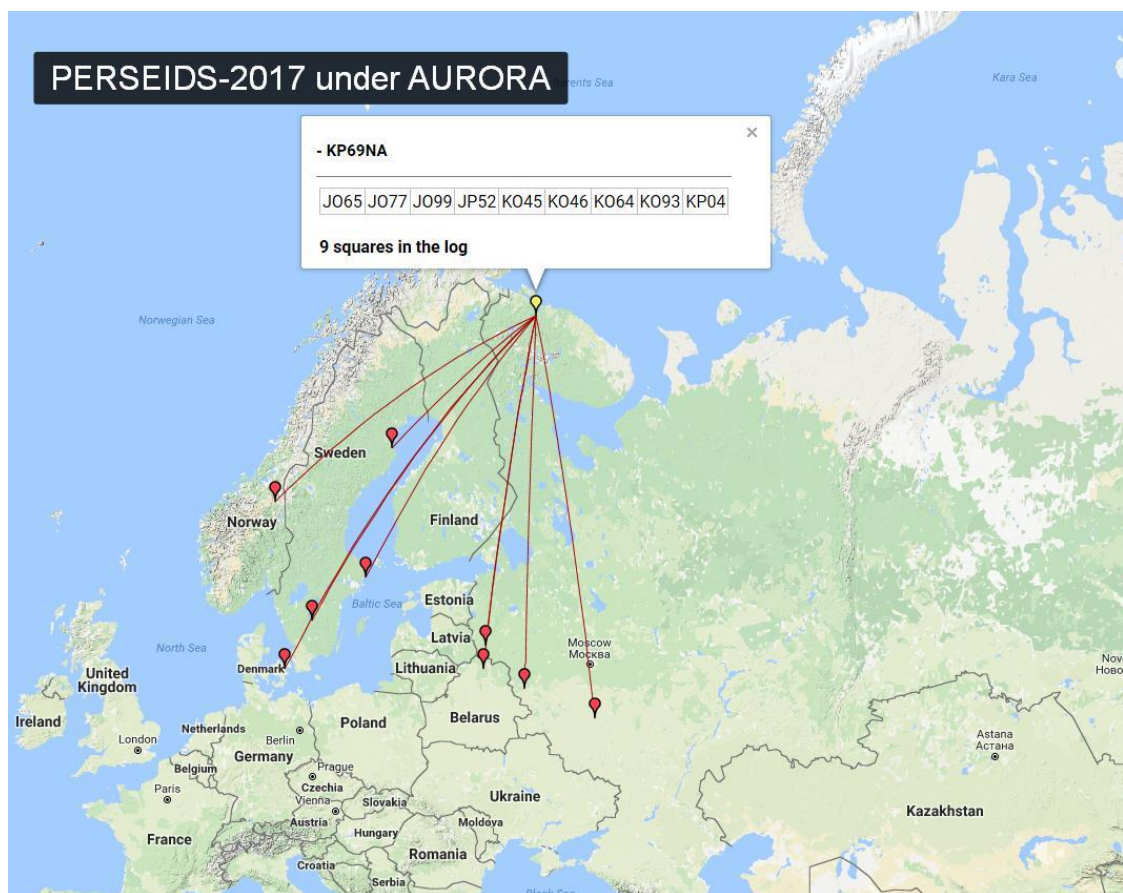 PERSEIDS-2017 under AURORA
Barents Sea
Kara Sea
×
- KP69NA
JO65 JO77 JO99 JP52 KO45 KO46 KO64 KO93 KP04
9 squares in the log
Norwegian Sea
Sweden
Norway
Finland
Baltic Sea
Estonia
North Sea
Latvia
Moscow
Москва
Denmark
Lithuania
United
Kingdom
Ireland
Belarus
Netherlands
Poland
London
Berlin
Germany
Astana
Астана
Belgium
Prague
Paris
Czechia
Vienna
Slovakia
Ukraine
Kazakhstan
Austria
Moldova
France
Hungary
Romania
Croatia
Serbia